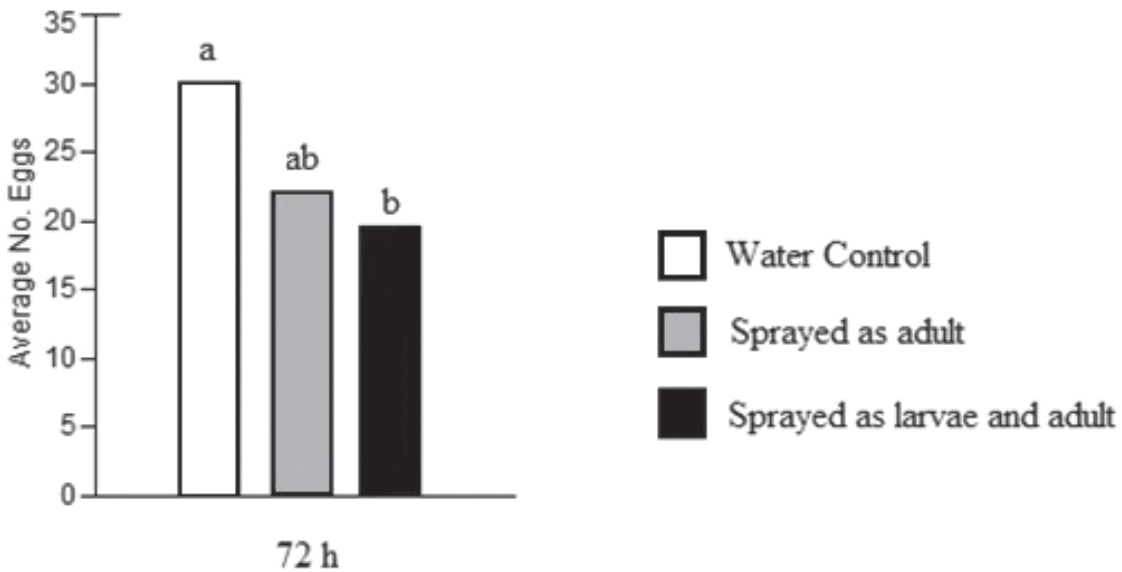 35
30
25
20
15
10
5
0
Average No. Eggs
a
ab
b
72 h
Water Control
Sprayed as adult
Sprayed as larvae and adult